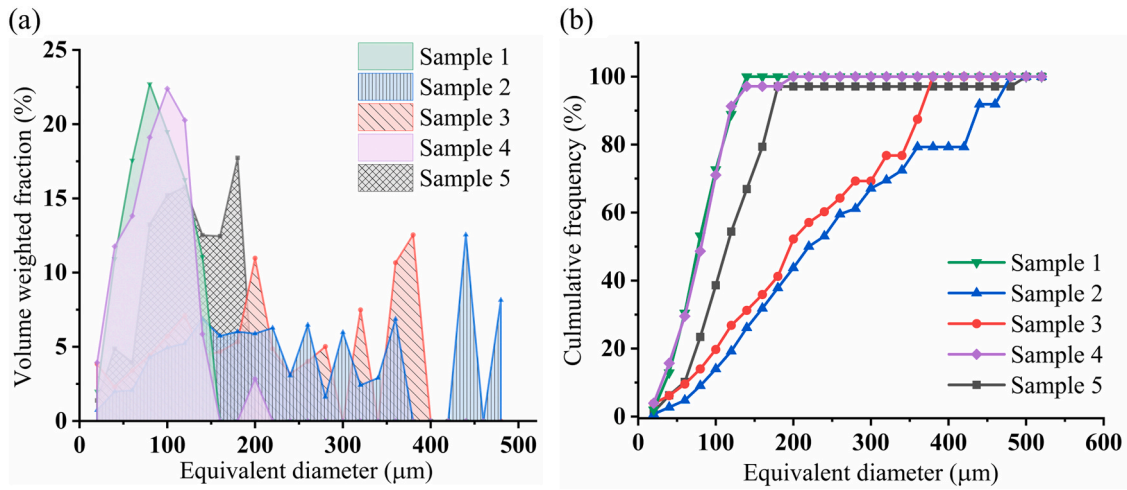 (a)
25
20
15
10
5
0
Volume weighted fraction (%)
0 100 200 300 400 500
Equivalent diameter (μm)
Sample 1
Sample 2
Sample 3
Sample 4
Sample 5
(b)
100
80
60
40
20
0
Culmulative frequency (%)
0 100 200 300 400 500 600
Equivalent diameter (μm)
Sample 1
Sample 2
Sample 3
Sample 4
Sample 5